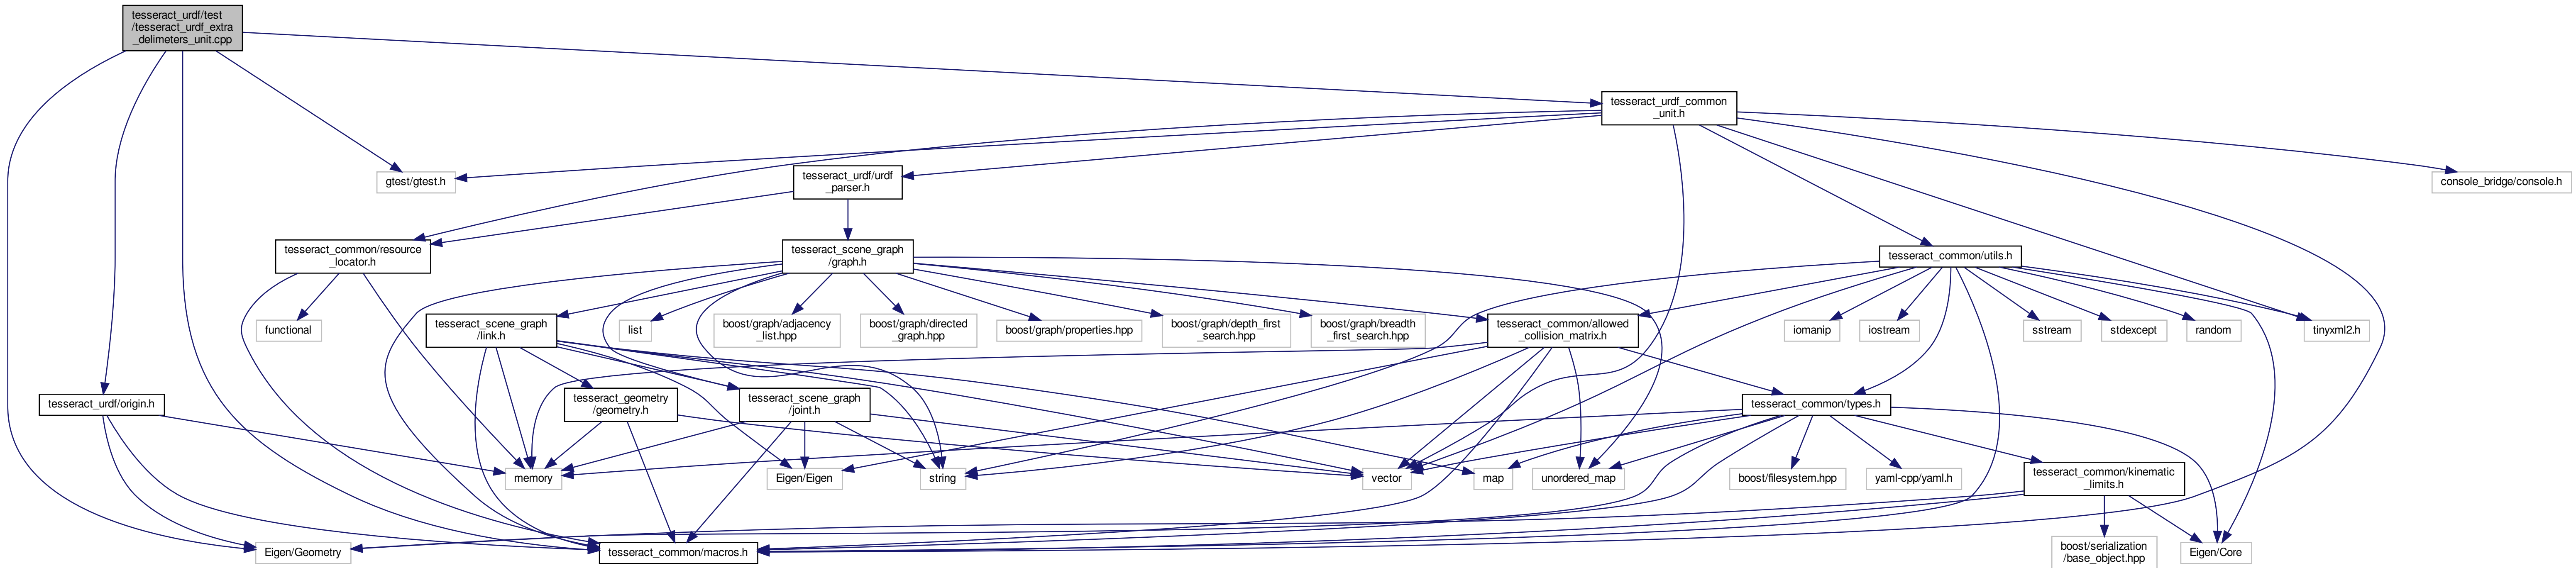 tesseract_urdf/test
/tesseract_urdf_extra
_delimeters_unit.cpp
tesseract_urdf_common
_unit.h
gtest/gtest.h
tesseract_urdf/urdf
_parser.h
console_bridge/console.h
tesseract_common/resource
_locator.h
tesseract_scene_graph
/graph.h
tesseract_common/utils.h
functional
tesseract_scene_graph
/link.h
list
boost/graph/adjacency
_list.hpp
boost/graph/directed
_graph.hpp
boost/graph/properties.hpp
boost/graph/depth_first
_search.hpp
boost/graph/breadth
_first_search.hpp
tesseract_common/allowed
_collision_matrix.h
iomanip
iostream
sstream
stdexcept
random
tinyxml2.h
tesseract_urdf/origin.h
tesseract_geometry
/geometry.h
tesseract_scene_graph
/joint.h
tesseract_common/types.h
memory
Eigen/Eigen
string
vector
map
unordered_map
boost/filesystem.hpp
yaml-cpp/yaml.h
tesseract_common/kinematic
_limits.h
Eigen/Geometry
tesseract_common/macros.h
boost/serialization
/base_object.hpp
Eigen/Core